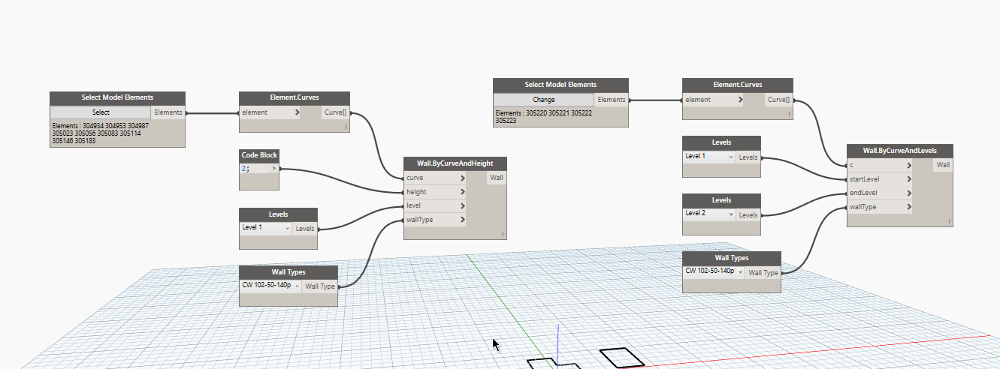 Select Model Elements
Select
Elements
Elements : 304934 304953 304987
305023 305056 305083 305114
305146 305183
Element.Curves
element >
Curve[]
l
Code Block
2; >
Levels
Level 1
Levels
Wall Types
CW 102-50-140p
Wall Type
Wall.ByCurveAndHeight
curve >
Wall
height >
level >
wallType >
l
Select Model Elements
Change
Elements
Elements : 305220 305221 305222
305223
Element.Curves
element >
Curve[]
l
Levels
Level 1
Levels
Levels
Level 2
Levels
Wall Types
CW 102-50-140p
Wall Type
Wall.ByCurveAndLevels
c >
Wall
startLevel >
endLevel >
wallType >
l